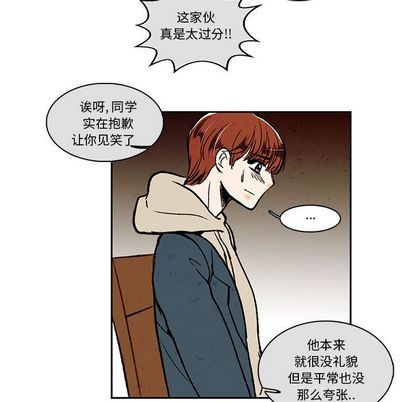 这家伙
真是太过分!!
诶呀,同学
实在抱歉
让你见笑了
...
他本来
就很没礼貌
但是平常也没
那么夸张..